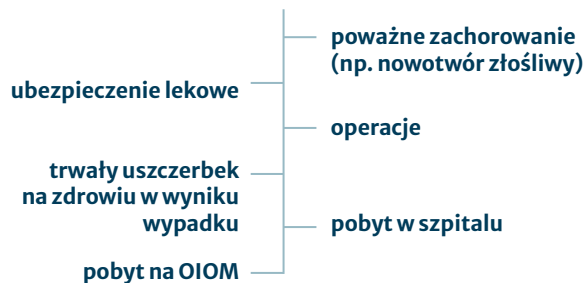 poważne zachorowanie
(np. nowotwór złośliwy)
ubezpieczenie lekowe
operacje
trwały uszczerbek
na zdrowiu w wyniku
wypadku
pobyt w szpitalu
pobyt na OIOM